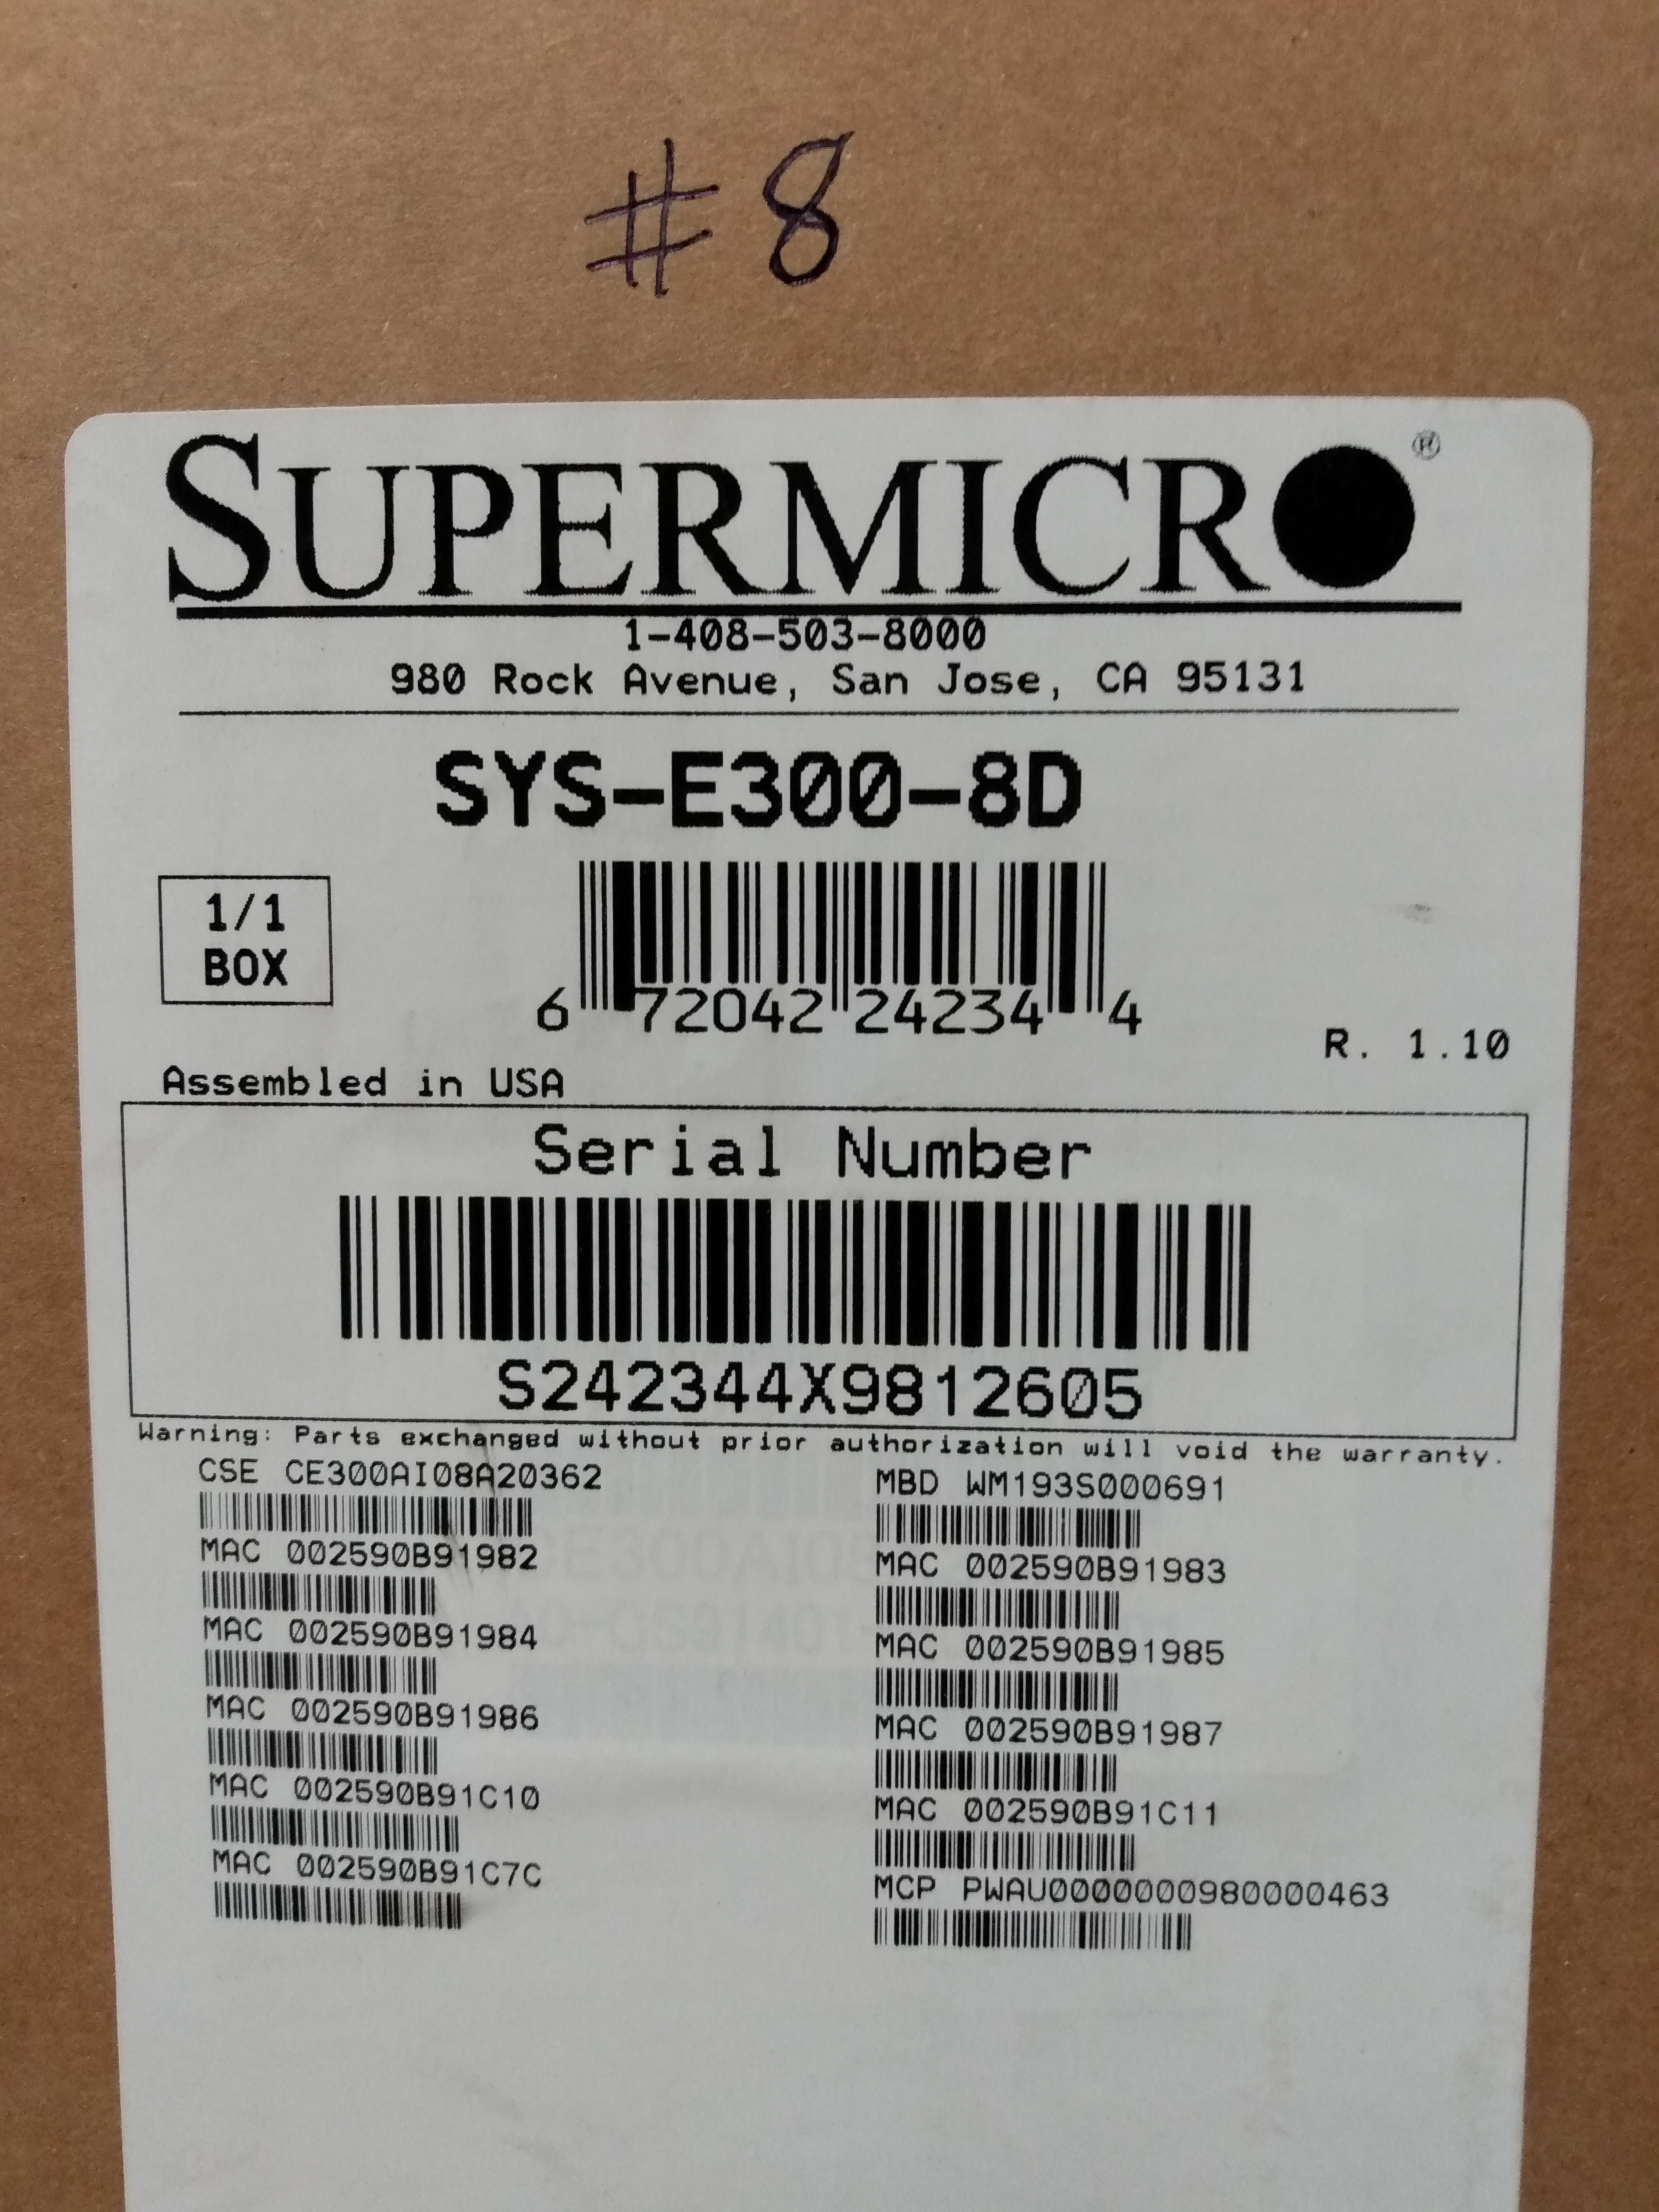 #8
SUPERMICRO®
1-408-503-8000
980 Rock Avenue, San Jose, CA 95131
SYS-E300-8D
1/1
BOX
6 72042 24234 4
R. 1.10
Assembled in USA
Serial Number
S242344X9812605
Warning: Parts exchanged without prior authorization will void the warranty.
CSE CE300AI08A20362
MBD WM193S000691
MAC 002590B91982
MAC 002590B91983
MAC 002590B91984
MAC 002590B91985
MAC 002590B91986
MAC 002590B91987
MAC 002590B91C10
MAC 002590B91C11
MAC 002590B91C7C
MCP PWAU0000000980000463